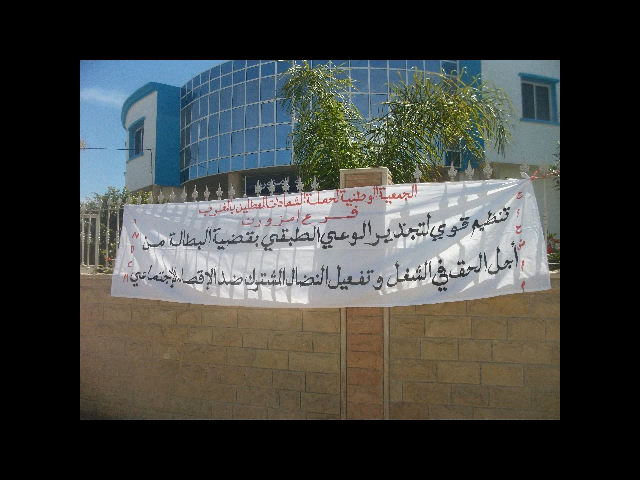 الجمعية الوطنية لحملة الشهادات المعطلين بالمغرب
فرع امزورن
تنظيم قوي لتجذير الوعي الطبقي بقضية البطالة من
أجل الحق في الشغل وتفعيل النضال المشترك ضد الإقصاء الإجتماعي